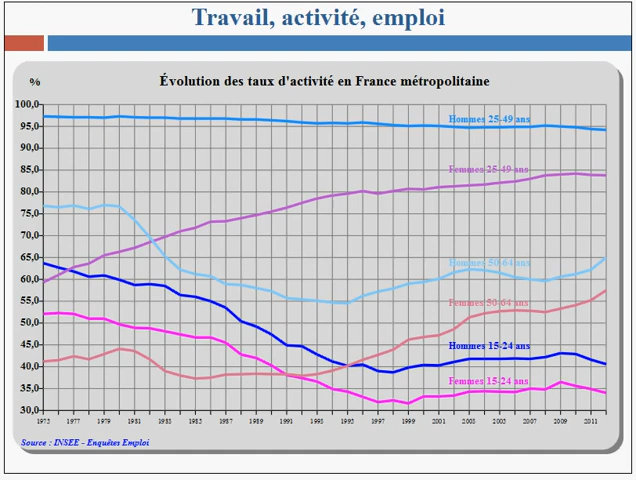 Travail, activité, emploi
%
Évolution des taux d'activité en France métropolitaine
100,0
95,0
90,0
85,0
80,0
75,0
70,0
65,0
60,0
55,0
50,0
45,0
40,0
35,0
30,0
Hommes 25-49 ans
Femmes 25-49 ans
Hommes 50-64 ans
Femmes 50-64 ans
Hommes 15-24 ans
Femmes 15-24 ans
1975 1977 1979 1981 1983 1985 1987 1989 1991 1993 1995 1997 1999 2001 2003 2005 2007 2009 2011
Source : INSEE - Enquêtes Emploi